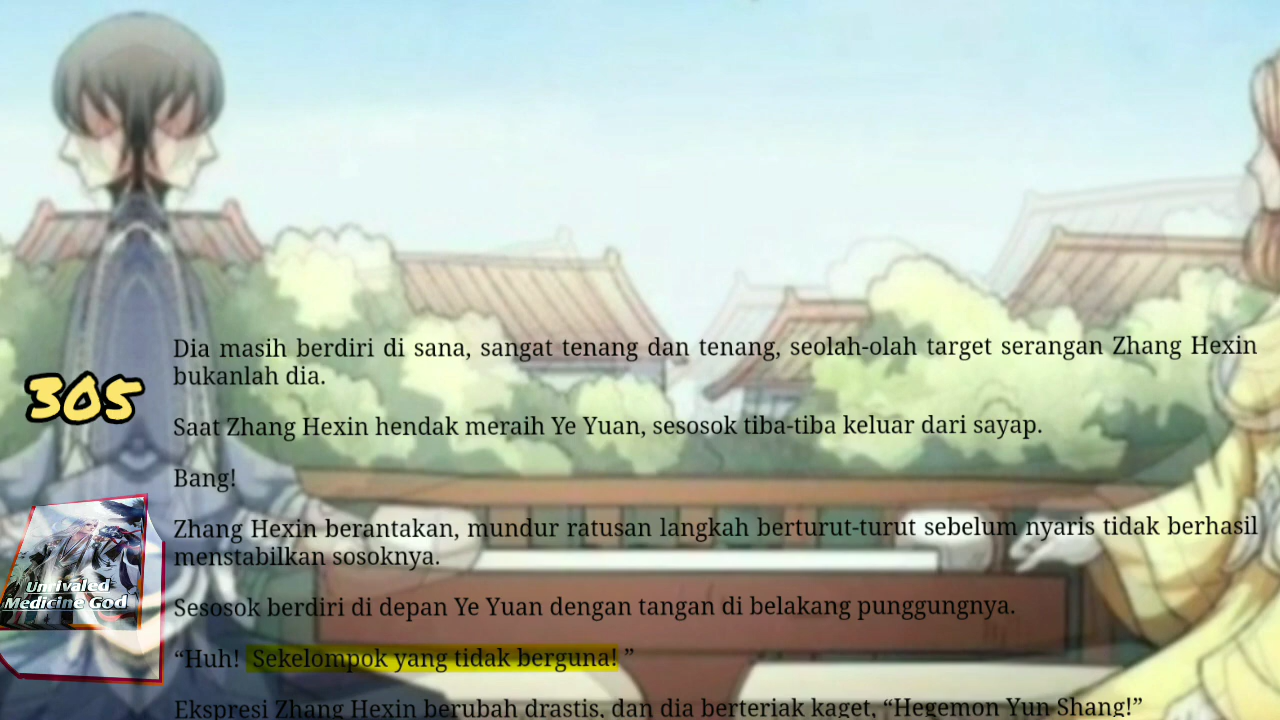 Dia masih berdiri di sana, sangat tenang dan tenang, seolah-olah target serangan Zhang Hexin
bukanlah dia.
305
Saat Zhang Hexin hendak meraih Ye Yuan, sesosok tiba-tiba keluar dari sayap.
Bang!
Zhang Hexin berantakan, mundur ratusan langkah berturut-turut sebelum nyaris tidak berhasil
menstabilkan sosoknya.
Unrivaled
Medicine God
Sesosok berdiri di depan Ye Yuan dengan tangan di belakang punggungnya.
“Huh! Sekelompok yang tidak berguna! ”
Ekspresi Zhang Hexin berubah drastis, dan dia berteriak kaget, “Hegemon Yun Shang!”